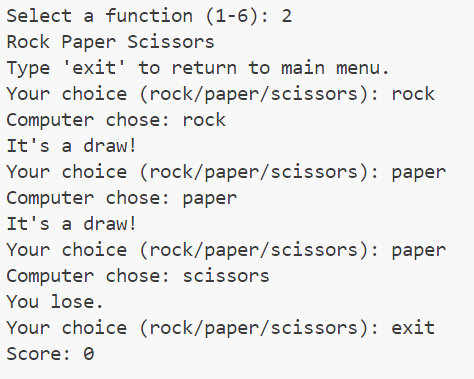 Select a function (1-6): 2
Rock Paper Scissors
Type 'exit' to return to main menu.
Your choice (rock/paper/scissors): rock
Computer chose: rock
It's a draw!
Your choice (rock/paper/scissors): paper
Computer chose: paper
It's a draw!
Your choice (rock/paper/scissors): paper
Computer chose: scissors
You lose.
Your choice (rock/paper/scissors): exit
Score: 0